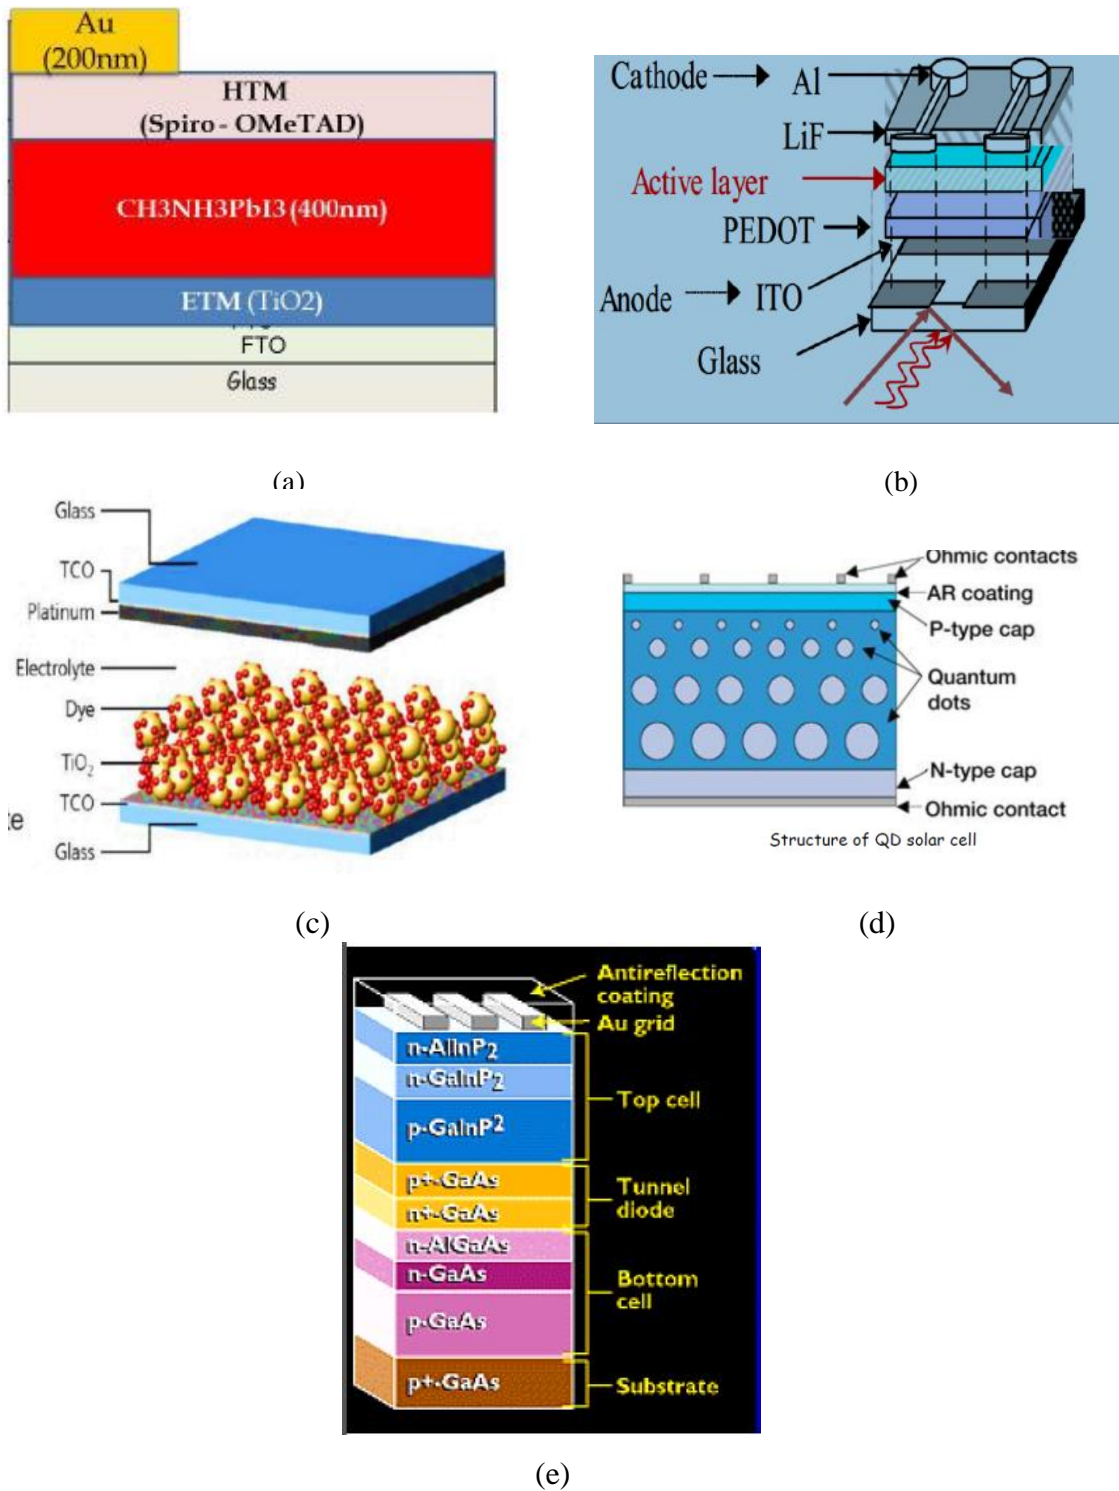 Au
(200nm)
HTM
(Spiro - OMeTAD)
CH3NH3PbI3 (400nm)
ETM (TiO2)
FTO
Glass
(a)
Cathode
Al
LiF
Active layer
PEDOT
Anode
ITO
Glass
(b)
Glass
TCO
Platinum
Electrolyte
Dye
TiO₂
TCO
Glass
(c)
Ohmic contacts
AR coating
P-type cap
Quantum
dots
N-type cap
Ohmic contact
Structure of QD solar cell
(d)
Antireflection
coating
Au grid
n-AlInP₂
n-GaInP₂
p-GaInP²
Top cell
p+-GaAs
n+-GaAs
Tunnel
diode
n-AlGaAs
n-GaAs
p-GaAs
Bottom
cell
p+-GaAs
Substrate
(e)